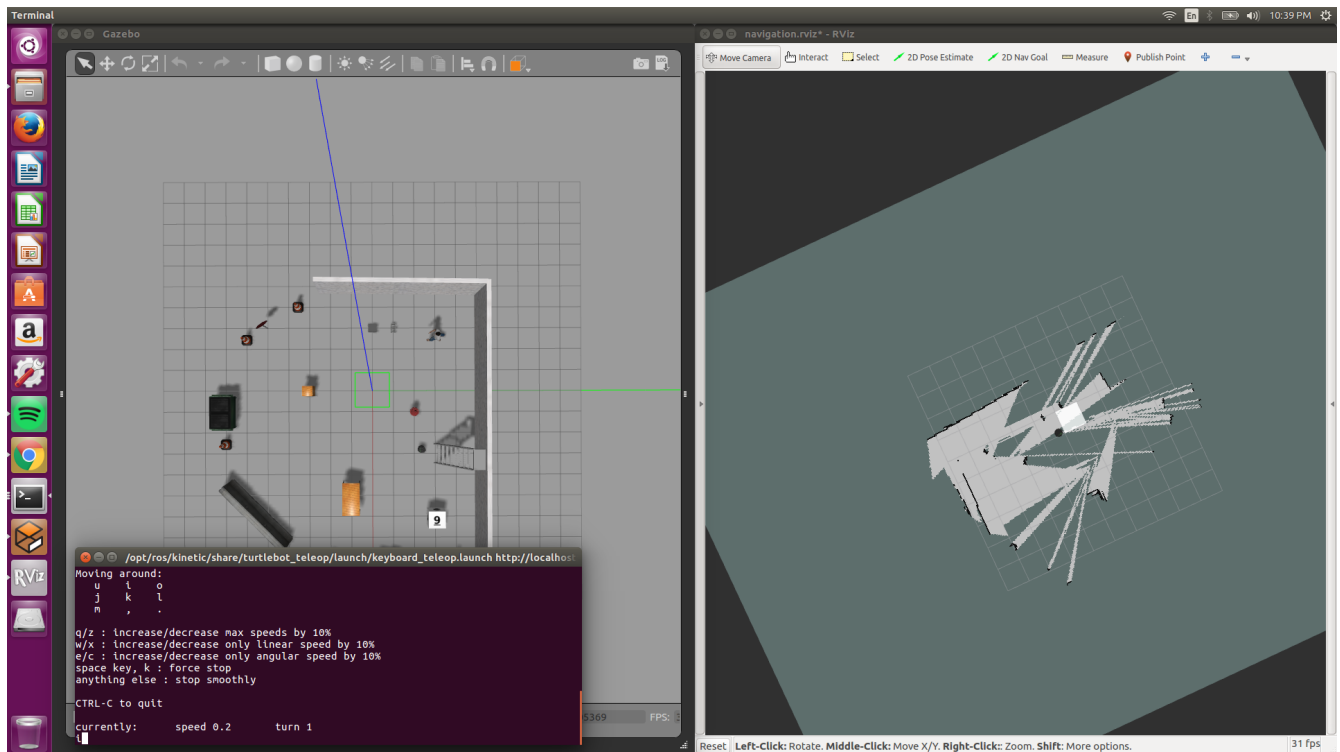 Terminal
En
10:39 PM
Gazebo
navigation.rviz* - RViz
Move Camera
Interact
Select
2D Pose Estimate
2D Nav Goal
Measure
Publish Point
9
/opt/ros/kinetic/share/turtlebot_teleop/launch/keyboard_teleop.launch http://localhost
Moving around:
u i o
j k l
m , .
q/z : increase/decrease max speeds by 10%
w/x : increase/decrease only linear speed by 10%
e/c : increase/decrease only angular speed by 10%
space key, k : force stop
anything else : stop smoothly
CTRL-C to quit
currently: speed 0.2 turn 1
i
5369 FPS:
RViz
a
Reset Left-Click: Rotate. Middle-Click: Move X/Y. Right-Click:: Zoom. Shift: More options.
31 fps